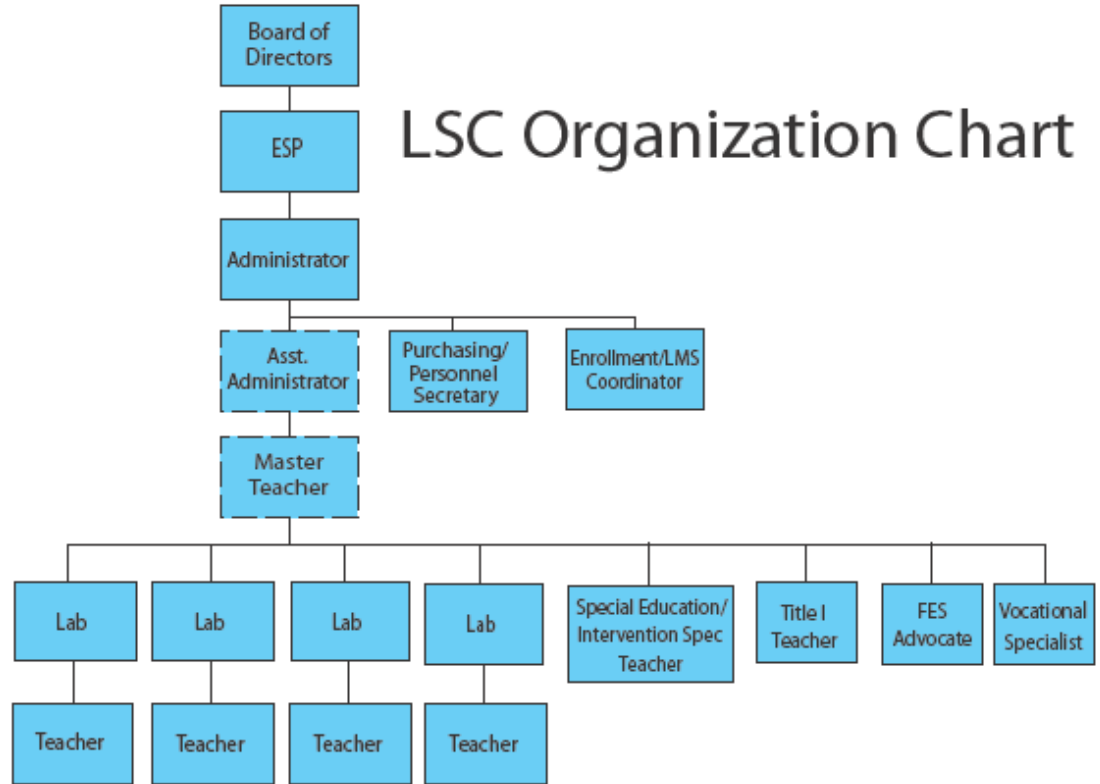 Board of
Directors
LSC Organization Chart
ESP
Administrator
Asst.
Administrator
Purchasing/
Personnel
Secretary
Enrollment/LMS
Coordinator
Master
Teacher
Lab
Lab
Lab
Lab
Special Education/
Intervention Spec
Teacher
Title I
Teacher
FES
Advocate
Vocational
Specialist
Teacher
Teacher
Teacher
Teacher